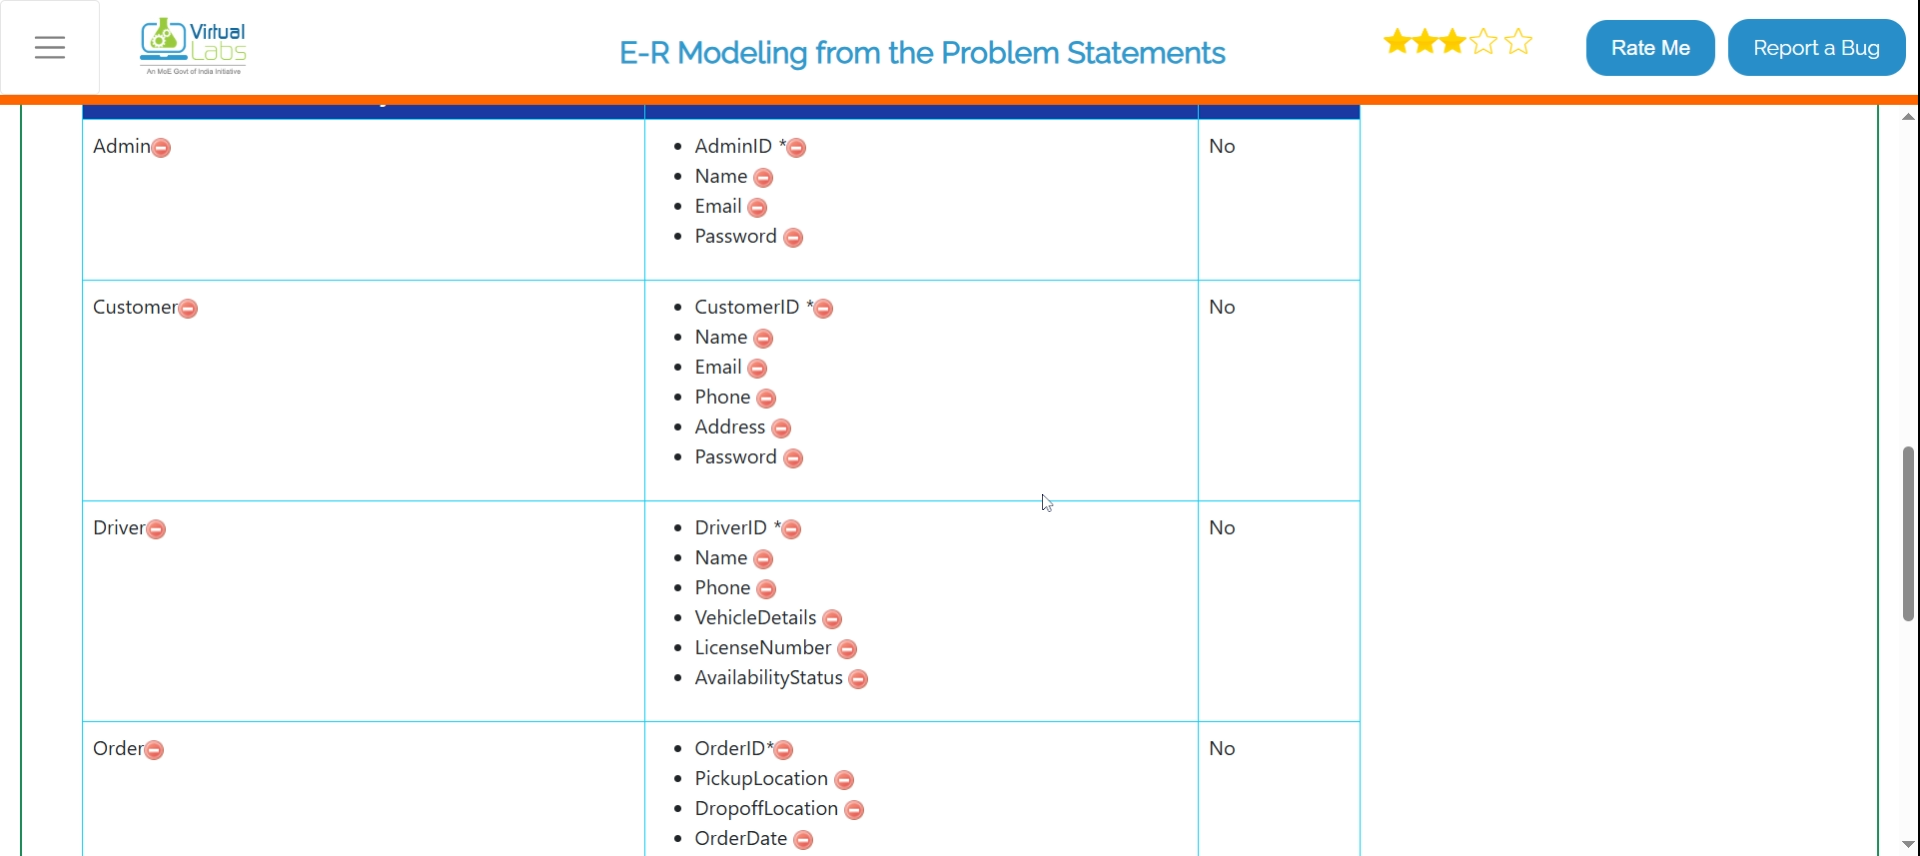 Virtual
Labs
An MoE Govt of India Initiative
E-R Modeling from the Problem Statements
Rate Me
Report a Bug
Admin
AdminID *
No
Name
Email
Password
Customer
CustomerID *
No
Name
Email
Phone
Address
Password
Driver
DriverID *
No
Name
Phone
VehicleDetails
LicenseNumber
AvailabilityStatus
Order
OrderID*
No
PickupLocation
DropoffLocation
OrderDate